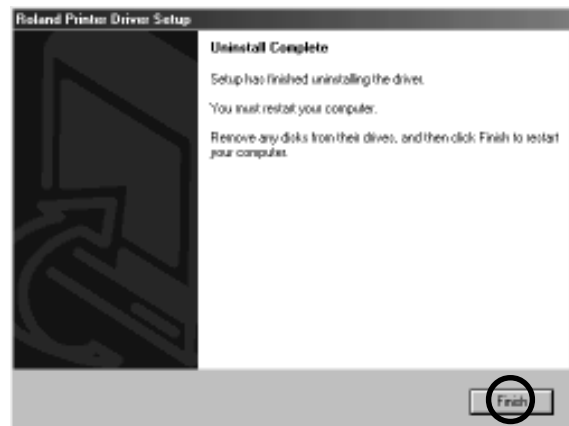 Roland Printer Driver Setup
Uninstall Complete
Setup has finished uninstalling the driver.
You must restart your computer.
Remove any disks from their drives, and then click Finish to restart
your computer.
Finish